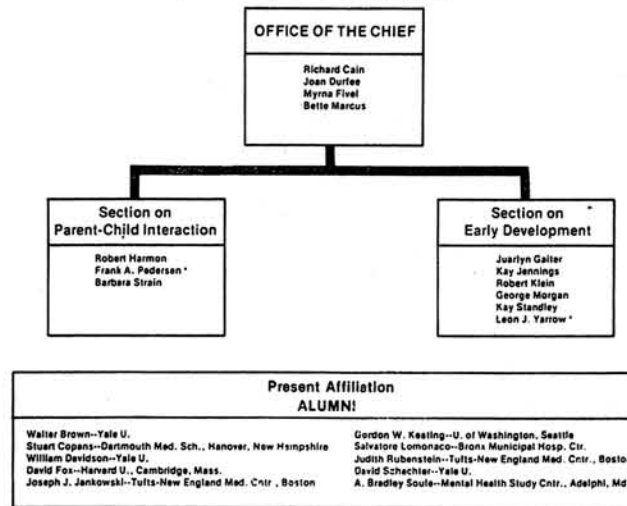 OFFICE OF THE CHIEF
Richard Cain
Joan Durfee
Myrna Fivel
Bette Marcus
Section on
Parent-Child Interaction
Robert Harmon
Frank A. Pedersen *
Barbara Strain
Section on
Early Development
Juarlyn Gaiter
Kay Jennings
Robert Klein
George Morgan
Kay Standley
Leon J. Yarrow *
Present Affiliation
ALUMNI
Walter Brown--Yale U.
Stuart Copans--Dartmouth Med. Sch., Hanover, New Hampshire
William Davidson--Yale U.
David Fox--Harvard U., Cambridge, Mass.
Joseph J. Jankowski--Tufts-New England Med. Cntr., Boston
Gordon W. Keating--U. of Washington, Seattle
Salvatore Lomonaco--Bronx Municipal Hosp. Ctr.
Judith Rubenstein--Tufts-New England Med. Cntr., Boston
David Schechter--Yale U.
A. Bradley Soule--Mental Health Study Cntr., Adelphi, Md